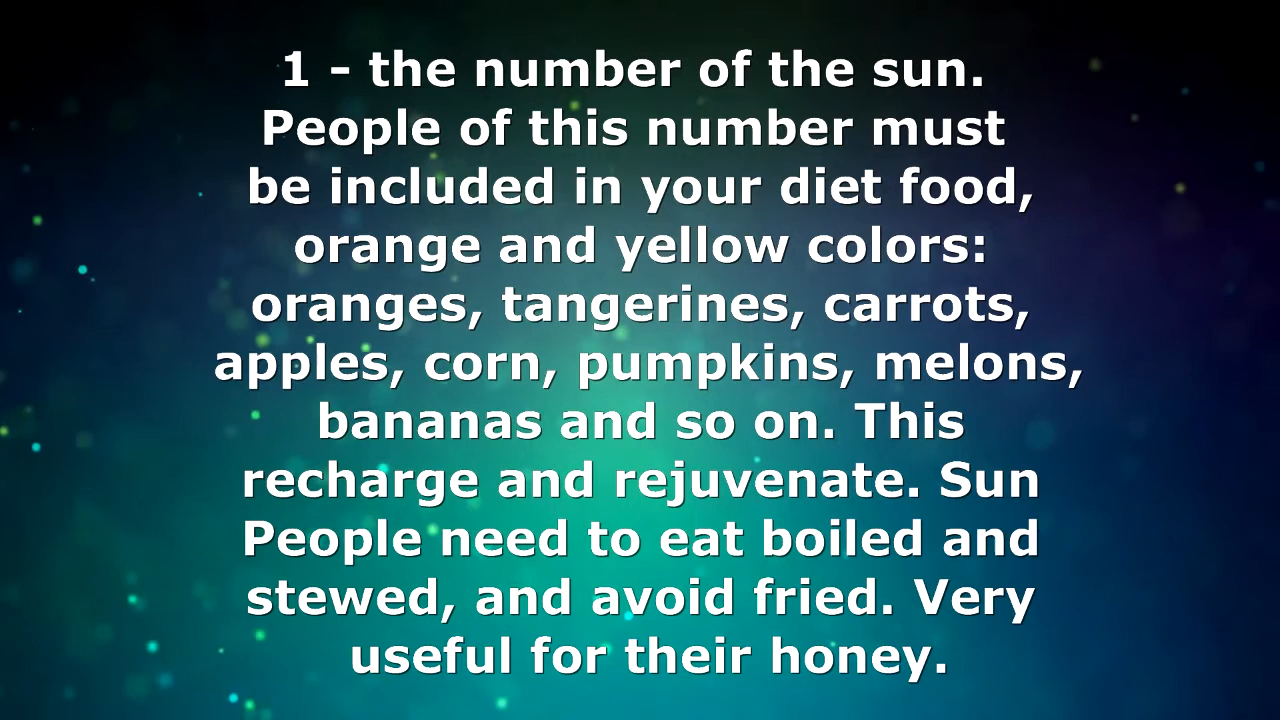 1 - the number of the sun.
People of this number must
be included in your diet food,
orange and yellow colors:
oranges, tangerines, carrots,
apples, corn, pumpkins, melons,
bananas and so on. This
recharge and rejuvenate. Sun
People need to eat boiled and
stewed, and avoid fried. Very
useful for their honey.